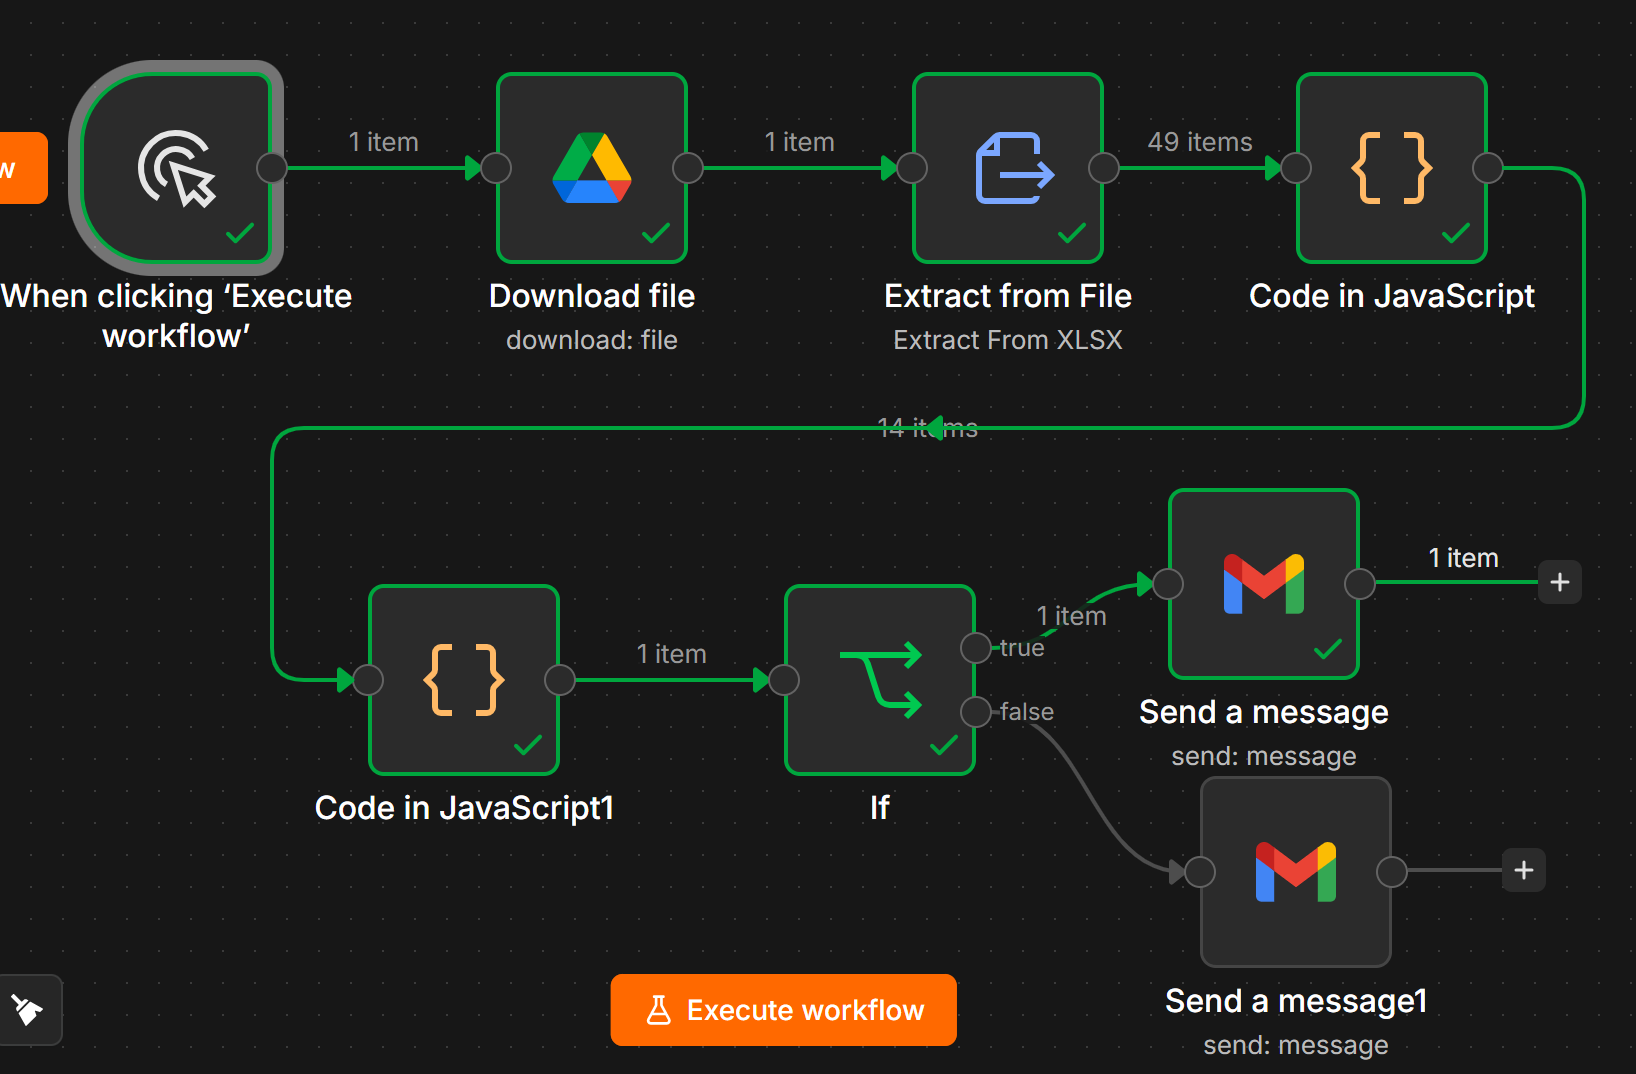 w
1 item
1 item
49 items
When clicking ‘Execute
workflow’
Download file
download: file
Extract from File
Extract From XLSX
Code in JavaScript
14 items
1 item
1 item
true
false
1 item
Send a message
send: message
Code in JavaScript1
If
Send a message1
send: message
Execute workflow